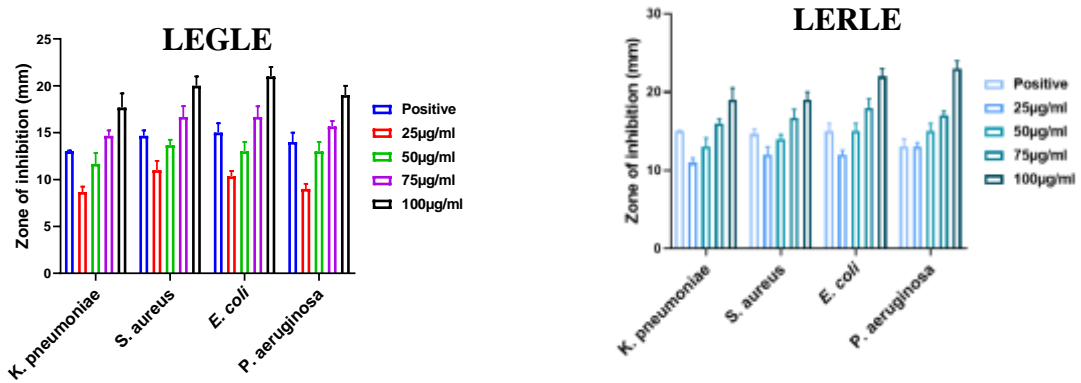 LEGLE
Zone of inhibition (mm)
25
20
15
10
5
0
K. pneumoniae
S. aureus
E. coli
P. aeruginosa
Positive
25µg/ml
50µg/ml
75µg/ml
100µg/ml
LERLE
Zone of inhibition (mm)
30
20
10
0
K. pneumoniae
S. aureus
E. coli
P. aeruginosa
Positive
25µg/ml
50µg/ml
75µg/ml
100µg/ml